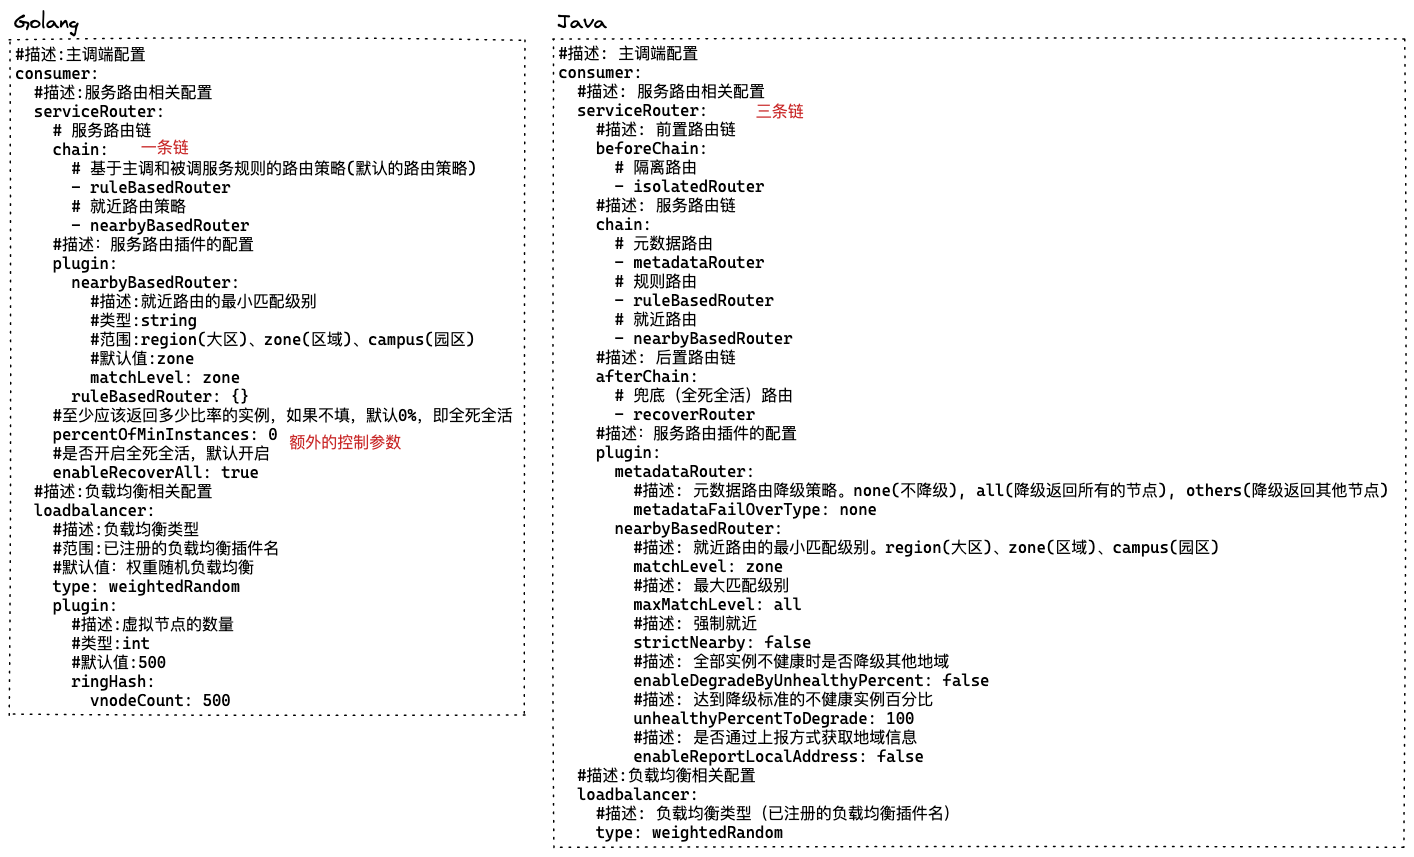 Golang
#描述:主调端配置
consumer:
#描述:服务路由相关配置
serviceRouter:
# 服务路由链
chain:
一条链
# 基于主调和被调服务规则的路由策略(默认的路由策略)
- ruleBasedRouter
# 就近路由策略
- nearbyBasedRouter
#描述: 服务路由插件的配置
plugin:
nearbyBasedRouter:
#描述:就近路由的最小匹配级别
#类型:string
#范围:region(大区)、zone(区域)、campus(园区)
#默认值:zone
matchLevel: zone
ruleBasedRouter: {}
#至少应该返回多少比率的实例，如果不填，默认0%，即全死全活
percentOfMinInstances: 0
额外的控制参数
#是否开启全死全活，默认开启
enableRecoverAll: true
#描述:负载均衡相关配置
loadbalancer:
#描述:负载均衡类型
#范围:已注册的负载均衡插件名
#默认值: 权重随机负载均衡
type: weightedRandom
plugin:
#描述:虚拟节点的数量
#类型:int
#默认值:500
ringHash:
vnodeCount: 500
Java
#描述: 主调端配置
consumer:
#描述: 服务路由相关配置
serviceRouter:
三条链
#描述: 前置路由链
beforeChain:
# 隔离路由
- isolatedRouter
#描述: 服务路由链
chain:
# 元数据路由
- metadataRouter
# 规则路由
- ruleBasedRouter
# 就近路由
- nearbyBasedRouter
#描述: 后置路由链
afterChain:
# 兜底（全死全活）路由
- recoverRouter
#描述: 服务路由插件的配置
plugin:
metadataRouter:
#描述: 元数据路由降级策略。none(不降级), all(降级返回所有的节点), others(降级返回其他节点)
metadataFailOverType: none
nearbyBasedRouter:
#描述: 就近路由的最小匹配级别。region(大区)、zone(区域)、campus(园区)
matchLevel: zone
#描述: 最大匹配级别
maxMatchLevel: all
#描述: 强制就近
strictNearby: false
#描述: 全部实例不健康时是否降级其他地域
enableDegradeByUnhealthyPercent: false
#描述: 达到降级标准的不健康实例百分比
unhealthyPercentToDegrade: 100
#描述: 是否通过上报方式获取地域信息
enableReportLocalAddress: false
#描述:负载均衡相关配置
loadbalancer:
#描述: 负载均衡类型（已注册的负载均衡插件名）
type: weightedRandom